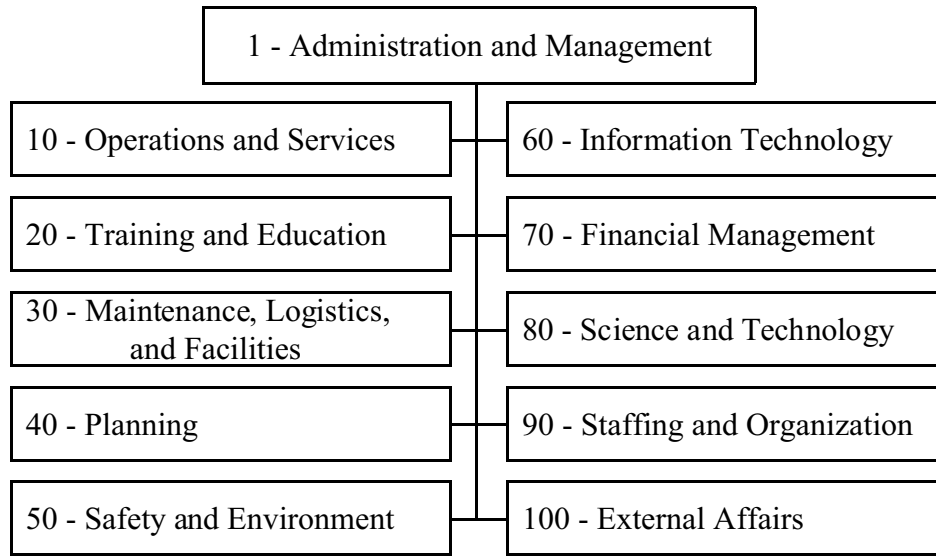 1 - Administration and Management
10 - Operations and Services
20 - Training and Education
30 - Maintenance, Logistics,
and Facilities
40 - Planning
50 - Safety and Environment
60 - Information Technology
70 - Financial Management
80 - Science and Technology
90 - Staffing and Organization
100 - External Affairs